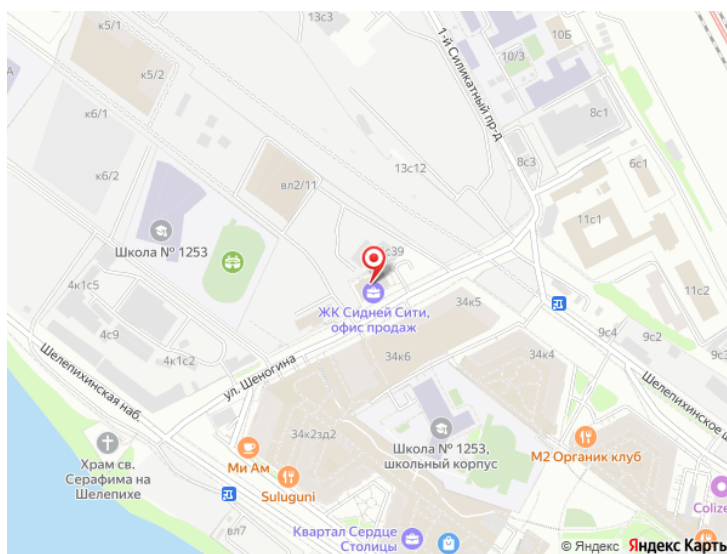 к5/1
13с3
к5/2
к6/1
к6/2
вл2/11
1-й Силикатный пр-д
10/3
10Б
8с1
8с3
13с12
6с1
11с1
11с2
Школа № 1253
с39
ЖК Сидней Сити,
офис продаж
34к5
4к1с5
4с9
4к1с2
ул. Шеногина
34к6
34к4
9с4
9с2
9с3
Шелепихинское
Шелепихинская наб.
34к2зд2
Школа № 1253,
школьный корпус
М2 Органик клуб
Храм св.
Серафима на
Шелепихе
Ми Ам
Suluguni
вл7
Квартал Сердце
Столицы
Colize
© Яндекс Яндекс Карты